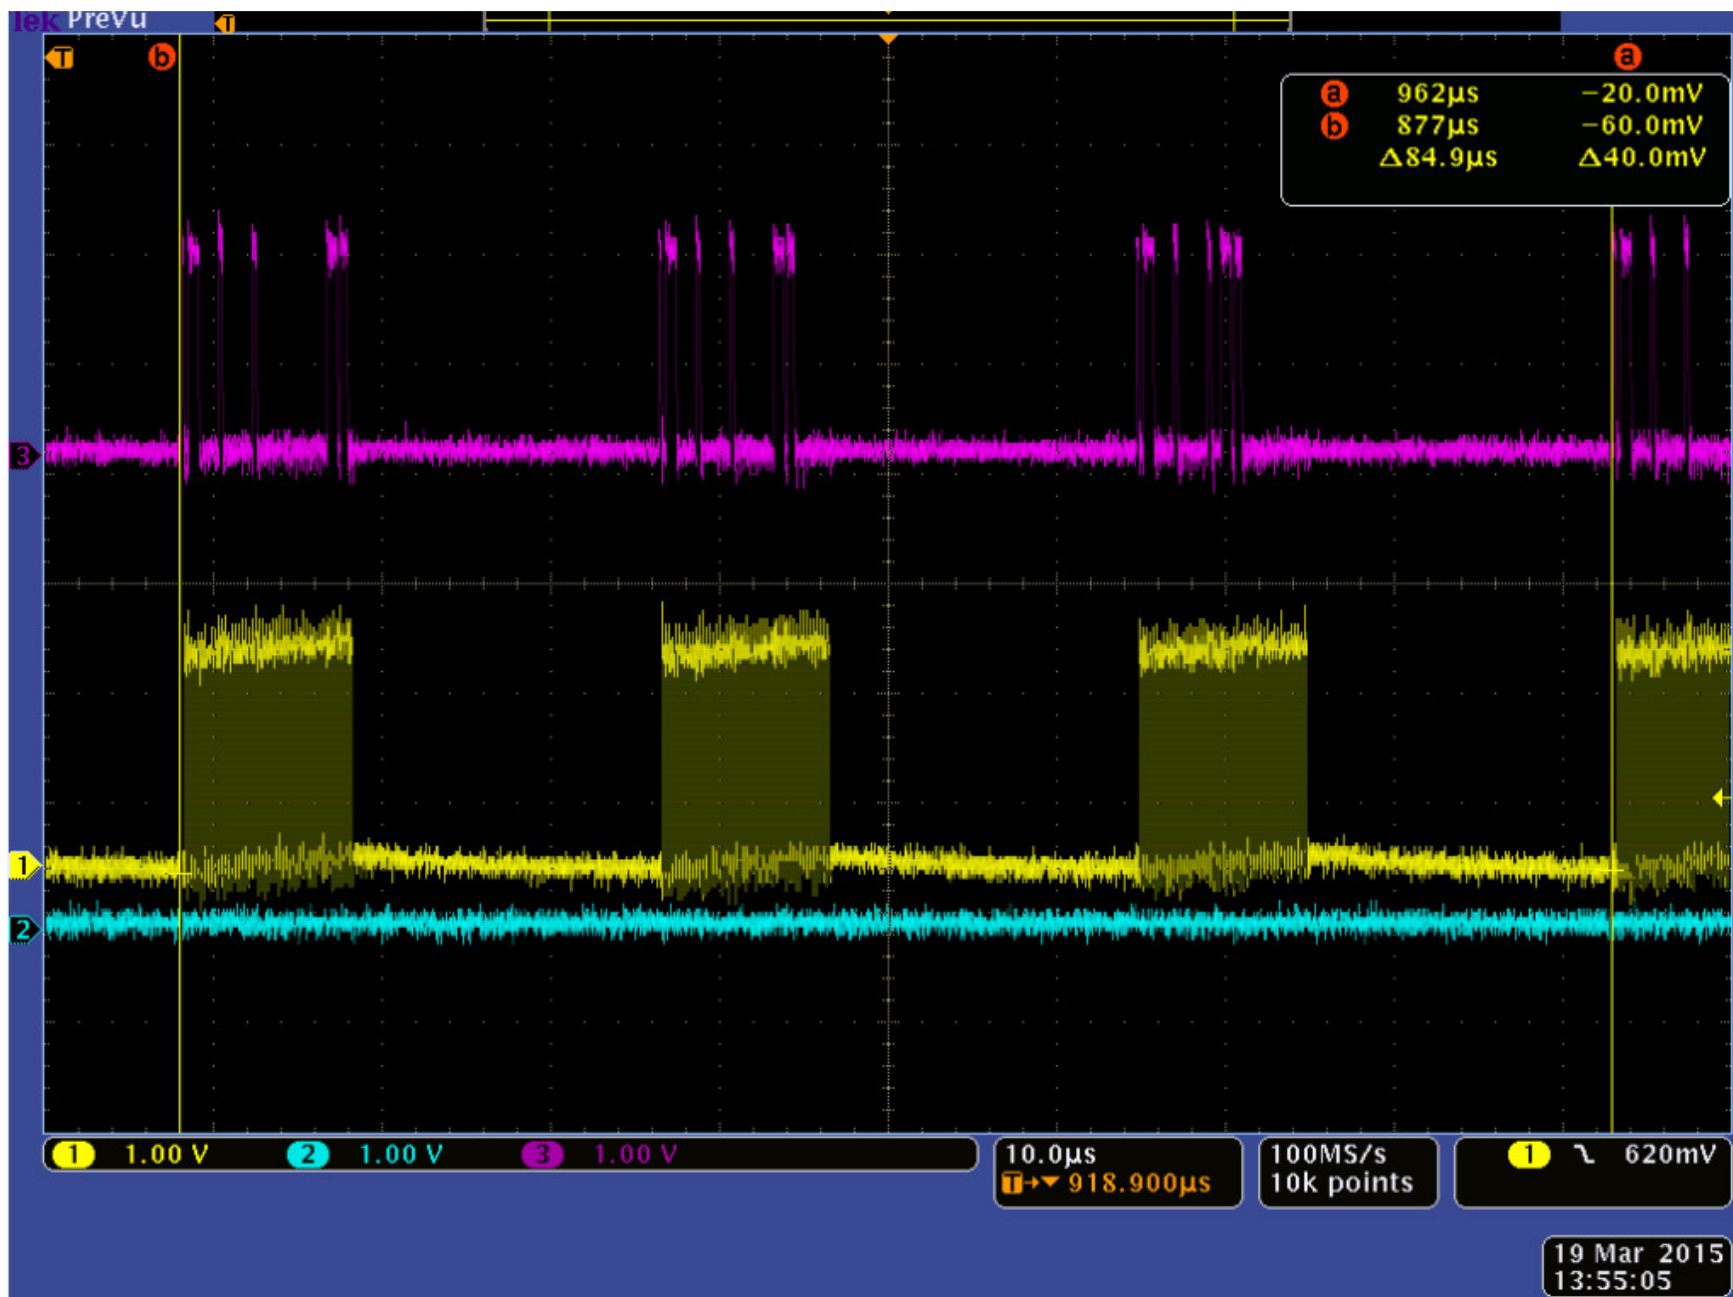 Tek PreVu
T
T b a
a 962µs −20.0mV
b 877µs −60.0mV
Δ84.9µs Δ40.0mV
3
1
2
1 1.00 V 2 1.00 V 3 1.00 V 10.0µs 100MS/s 1 620mV
T→▼ 918.900µs 10k points
19 Mar 2015
13:55:05